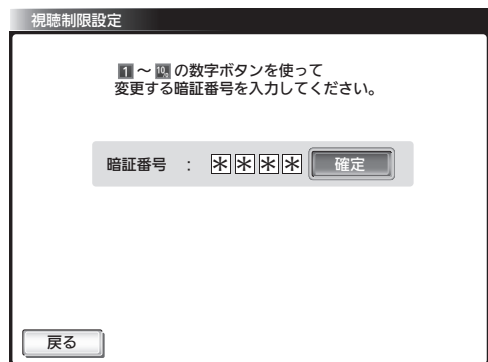 視聴制限設定
1～10 の数字ボタンを使って
変更する暗証番号を入力してください。
暗証番号 : ＊＊＊＊ 確定
戻る